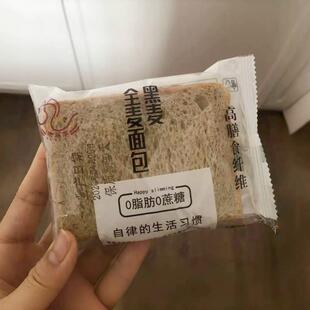 黑麦
全麦面包
高膳食纤维
Happy slimming
0脂肪0蔗糖
自律的生活习惯